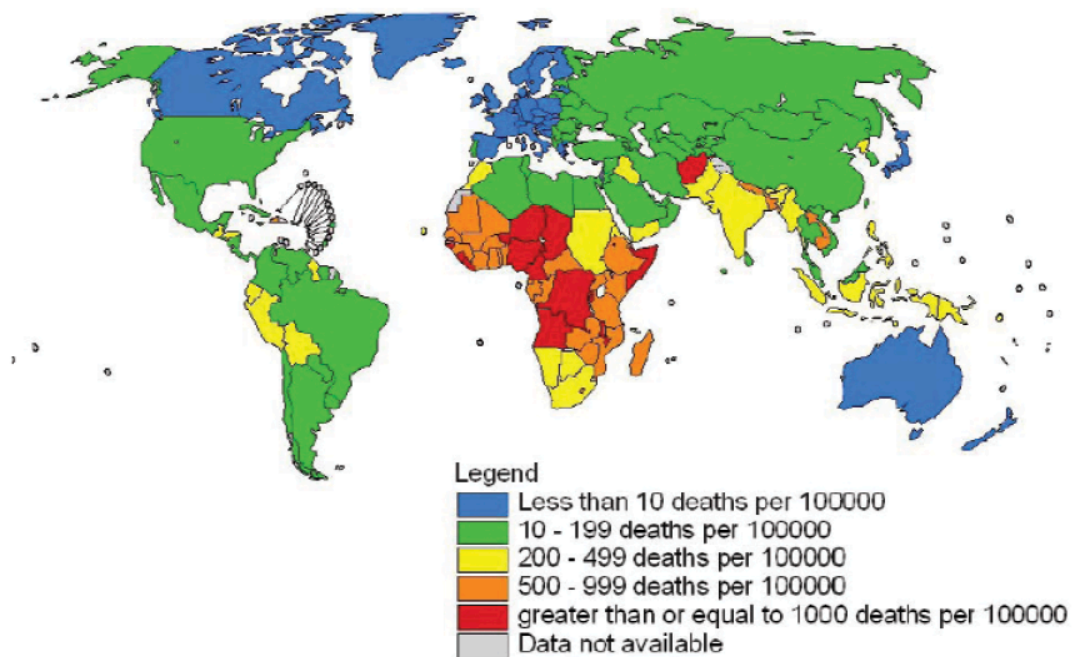 Legend
Less than 10 deaths per 100000
10 - 199 deaths per 100000
200 - 499 deaths per 100000
500 - 999 deaths per 100000
greater than or equal to 1000 deaths per 100000
Data not available